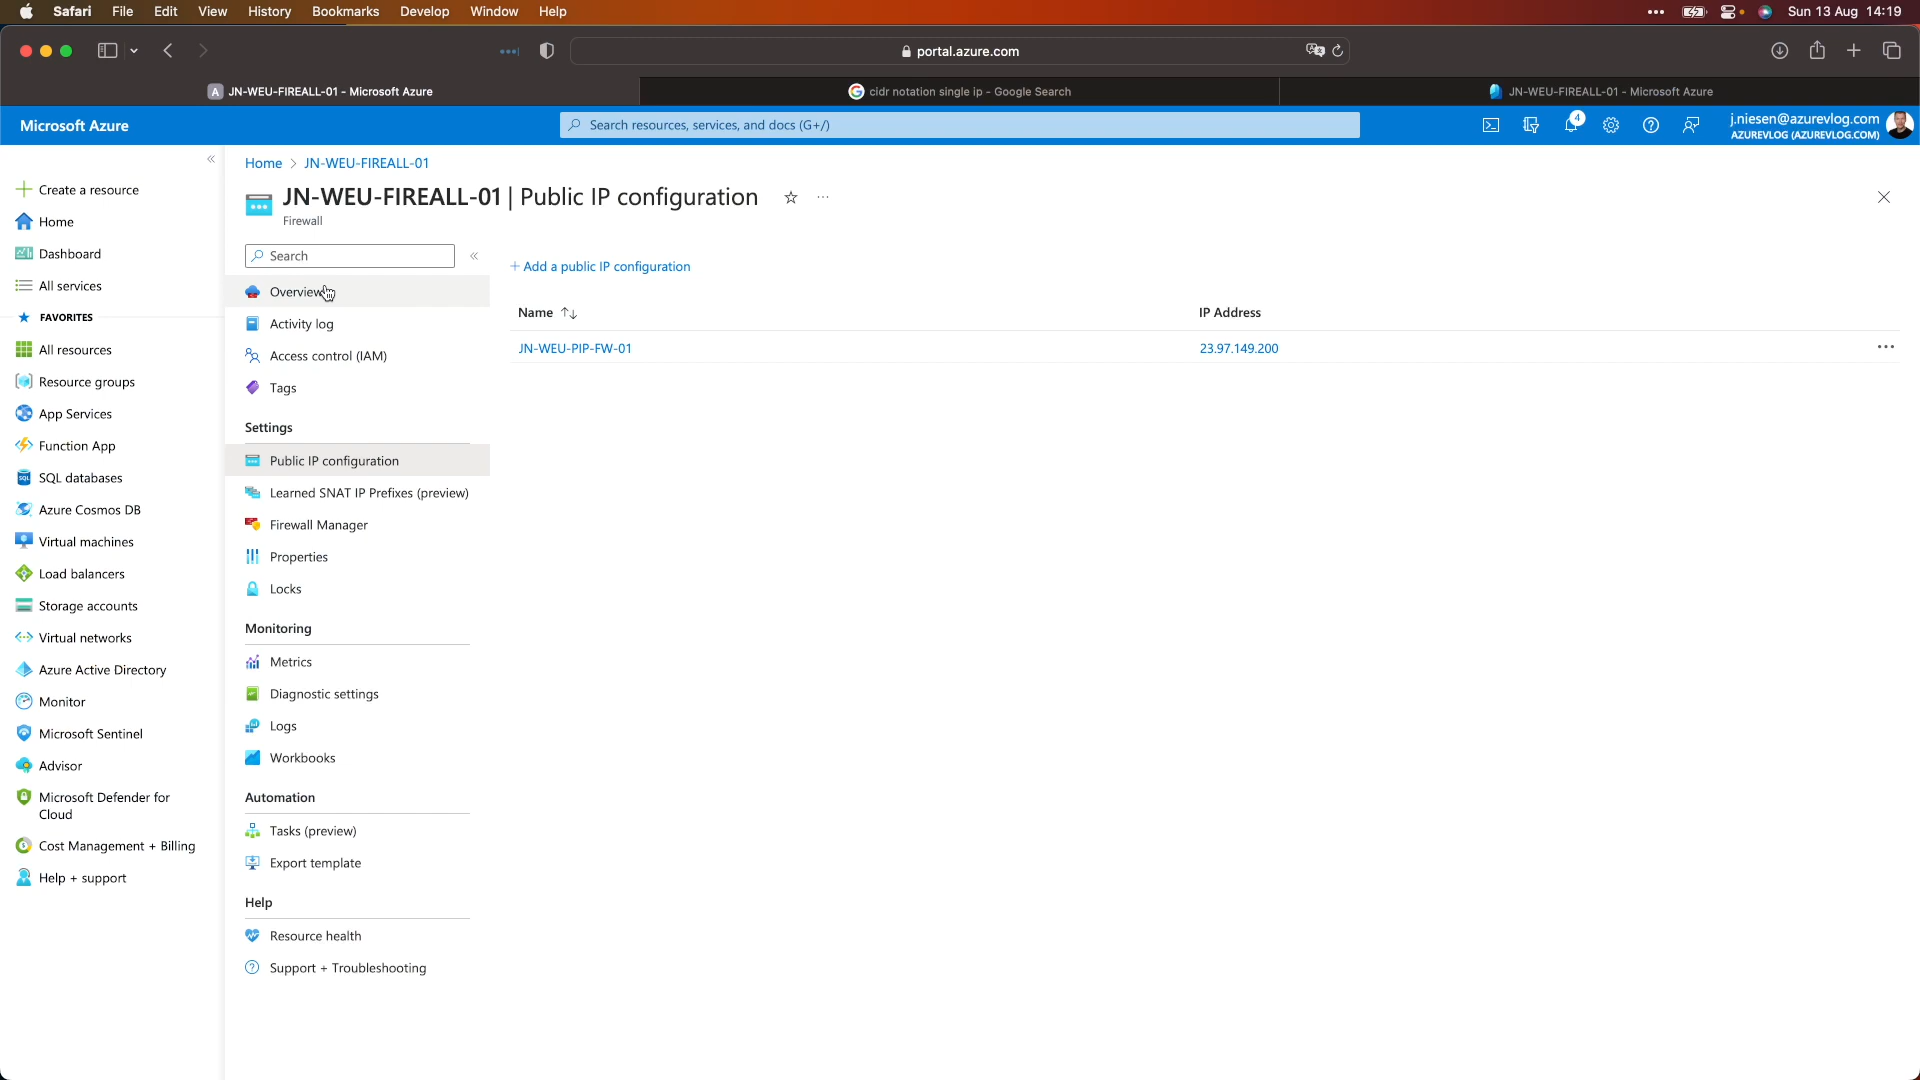 Safari File Edit View History Bookmarks Develop Window Help
Sun 13 Aug 14:19
portal.azure.com
JN-WEU-FIREALL-01 - Microsoft Azure
cidr notation single ip - Google Search
JN-WEU-FIREALL-01 - Microsoft Azure
Microsoft Azure
Search resources, services, and docs (G+/)
4
j.niesen@azurevlog.com
AZUREVLOG (AZUREVLOG.COM)
Create a resource
Home
Dashboard
All services
FAVORITES
All resources
Resource groups
App Services
Function App
SQL databases
Azure Cosmos DB
Virtual machines
Load balancers
Storage accounts
Virtual networks
Azure Active Directory
Monitor
Microsoft Sentinel
Advisor
Microsoft Defender for
Cloud
Cost Management + Billing
Help + support
Home > JN-WEU-FIREALL-01
JN-WEU-FIREALL-01 | Public IP configuration
Firewall
Search
Overview
Activity log
Access control (IAM)
Tags
Settings
Public IP configuration
Learned SNAT IP Prefixes (preview)
Firewall Manager
Properties
Locks
Monitoring
Metrics
Diagnostic settings
Logs
Workbooks
Automation
Tasks (preview)
Export template
Help
Resource health
Support + Troubleshooting
+ Add a public IP configuration
Name IP Address
JN-WEU-PIP-FW-01 23.97.149.200